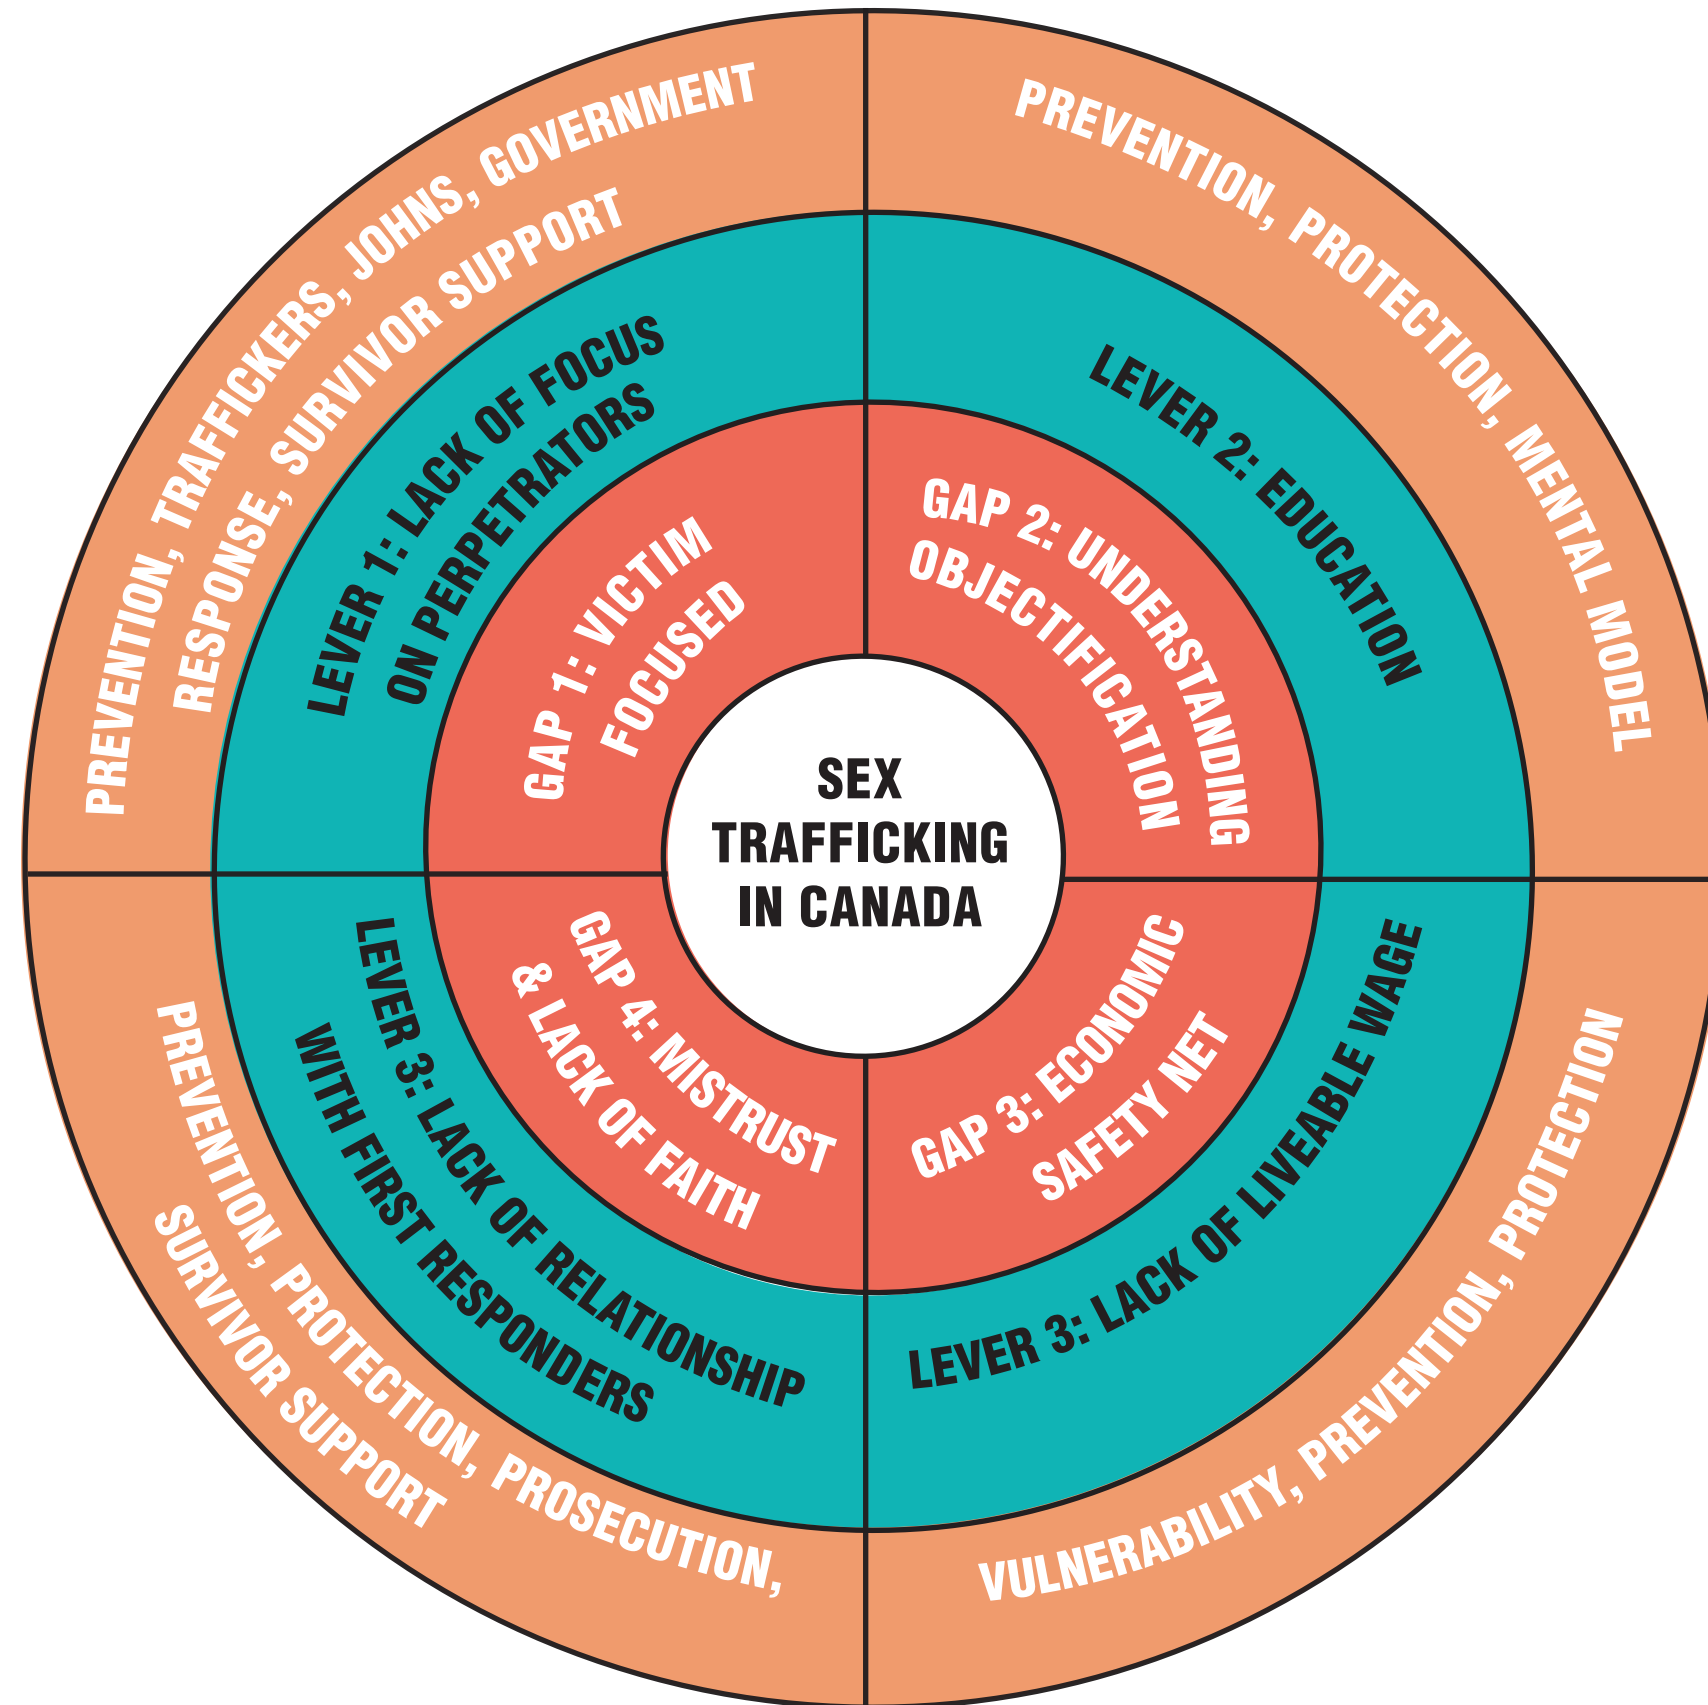 PREVENTION, TRAFFICKERS, JOHNS, GOVERNMENT
RESPONSE, SURVIVOR SUPPORT
LEVER 1: LACK OF FOCUS
ON PERPETRATORS
GAP 1: VICTIM
FOCUSED
PREVENTION, PROTECTION, MENTAL MODEL
LEVER 2: EDUCATION
GAP 2: UNDERSTANDING
OBJECTIFICATION
SEX
TRAFFICKING
IN CANADA
GAP 3: ECONOMIC
SAFETY NET
LEVER 3: LACK OF LIVEABLE WAGE
VULNERABILITY, PREVENTION, PROTECTION
GAP 4: MISTRUST
& LACK OF FAITH
LEVER 3: LACK OF RELATIONSHIP
WITH FIRST RESPONDERS
PREVENTION, PROTECTION, PROSECUTION,
SURVIVOR SUPPORT